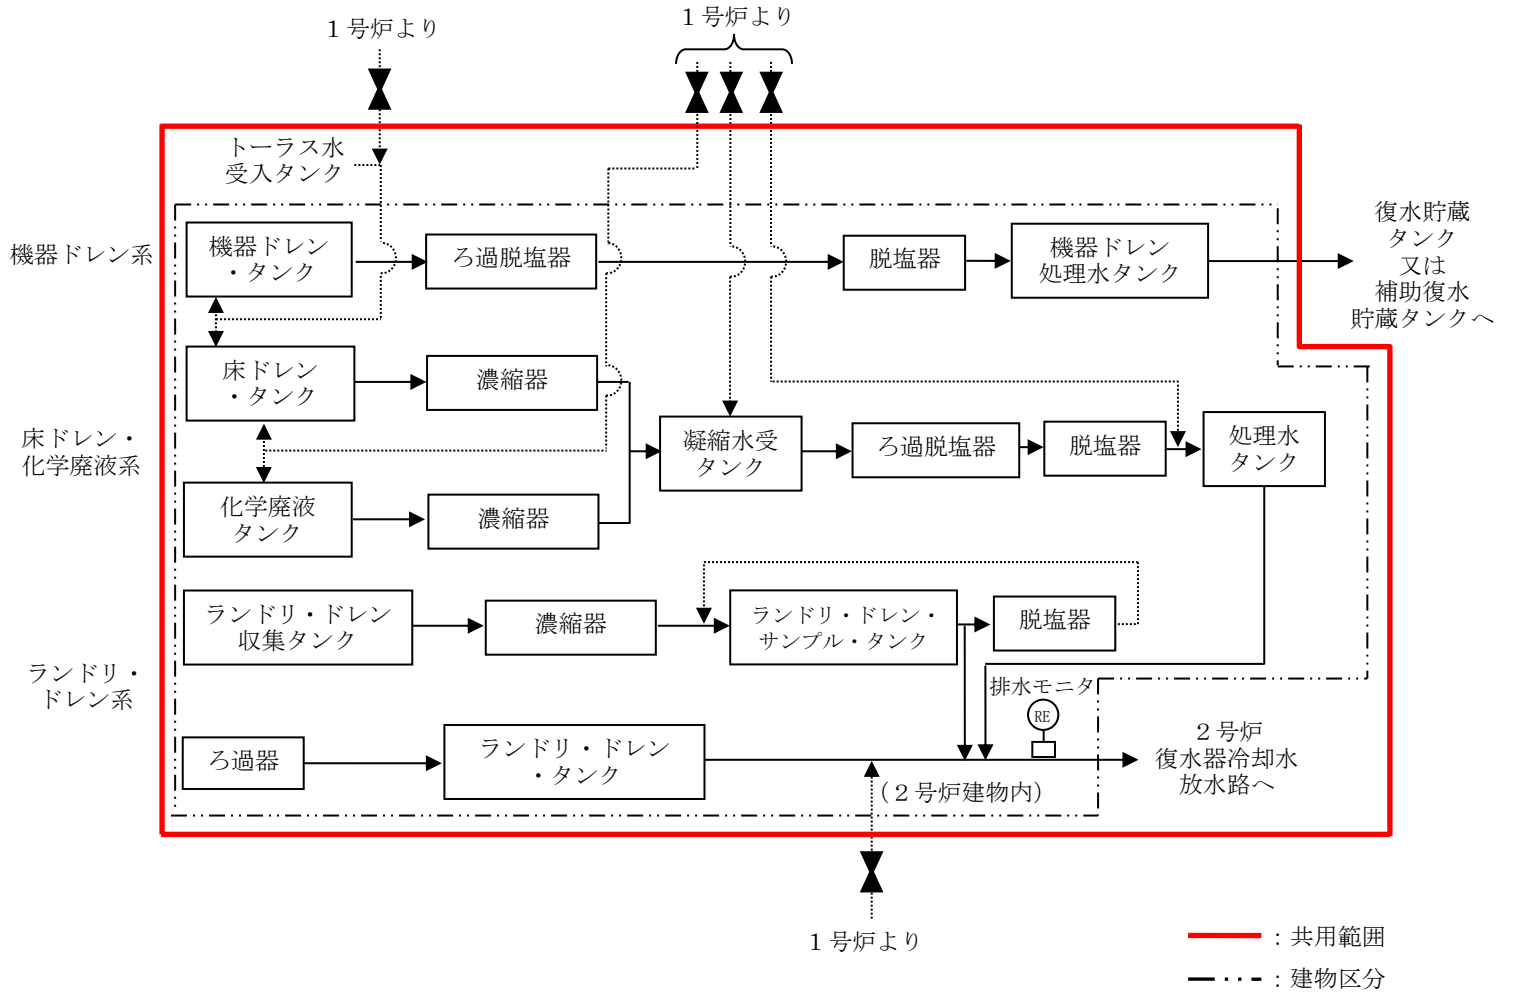 １号炉より
１号炉より
トーラス水
受入タンク
機器ドレン系
機器ドレン
・タンク
ろ過脱塩器
脱塩器
機器ドレン
処理水タンク
復水貯蔵
タンク
又は
補助復水
貯蔵タンクへ
床ドレン・
化学廃液系
床ドレン
・タンク
濃縮器
凝縮水受
タンク
ろ過脱塩器
脱塩器
処理水
タンク
化学廃液
タンク
濃縮器
ランドリ・
ドレン系
ランドリ・ドレン
収集タンク
濃縮器
ランドリ・ドレン・
サンプル・タンク
脱塩器
排水モニタ
RE
ろ過器
ランドリ・ドレン
・タンク
（２号炉建物内）
２号炉
復水器冷却水
放水路へ
１号炉より
：共用範囲
：建物区分